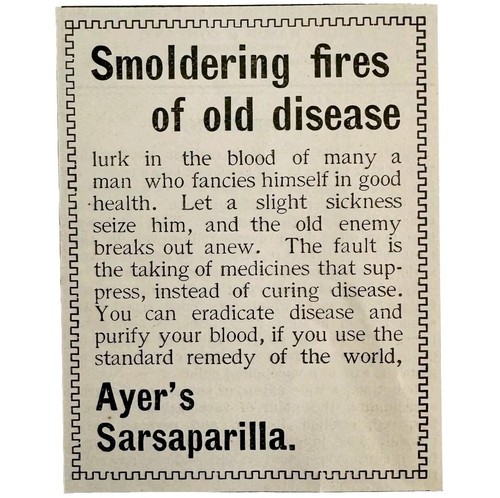 Smoldering fires
of old disease
lurk in the blood of many a
man who fancies himself in good
health. Let a slight sickness
seize him, and the old enemy
breaks out anew. The fault is
the taking of medicines that sup-
press, instead of curing disease.
You can eradicate disease and
purify your blood, if you use the
standard remedy of the world,
Ayer's
Sarsaparilla.